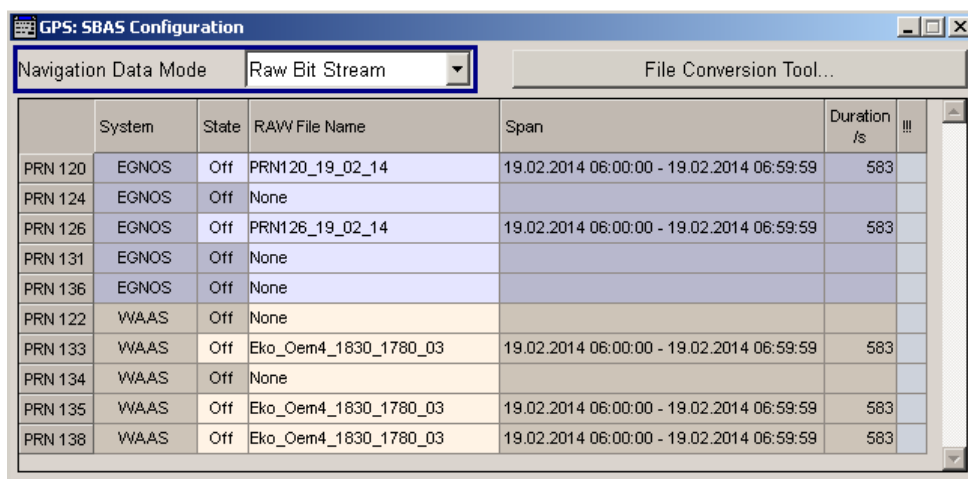 GPS: SBAS Configuration
Navigation Data Mode Raw Bit Stream File Conversion Tool...
System State RAW File Name Span Duration /s !!!
PRN 120 EGNOS Off PRN120_19_02_14 19.02.2014 06:00:00 - 19.02.2014 06:59:59 583
PRN 124 EGNOS Off None
PRN 126 EGNOS Off PRN126_19_02_14 19.02.2014 06:00:00 - 19.02.2014 06:59:59 583
PRN 131 EGNOS Off None
PRN 136 EGNOS Off None
PRN 122 WAAS Off None
PRN 133 WAAS Off Eko_Oem4_1830_1780_03 19.02.2014 06:00:00 - 19.02.2014 06:59:59 583
PRN 134 WAAS Off None
PRN 135 WAAS Off Eko_Oem4_1830_1780_03 19.02.2014 06:00:00 - 19.02.2014 06:59:59 583
PRN 138 WAAS Off Eko_Oem4_1830_1780_03 19.02.2014 06:00:00 - 19.02.2014 06:59:59 583